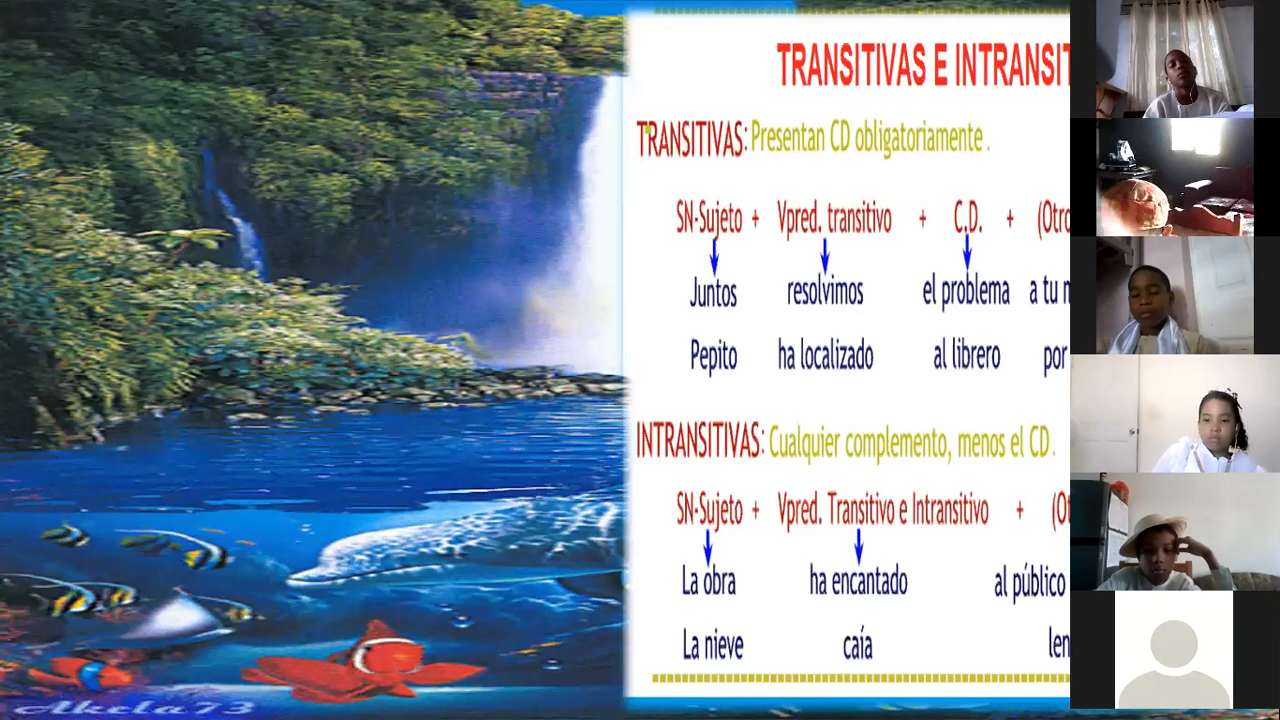 TRANSITIVAS E INTRANSIT
TRANSITIVAS: Presentan CD obligatoriamente .
SN-Sujeto + Vpred. transitivo + C.D. + (Otro
Juntos resolvimos el problema a tu
Pepito ha localizado al librero por
INTRANSITIVAS: Cualquier complemento, menos el CD.
SN-Sujeto + Vpred. Transitivo e Intransitivo + (Ot
La obra ha encantado al público
La nieve caía len
Akela73